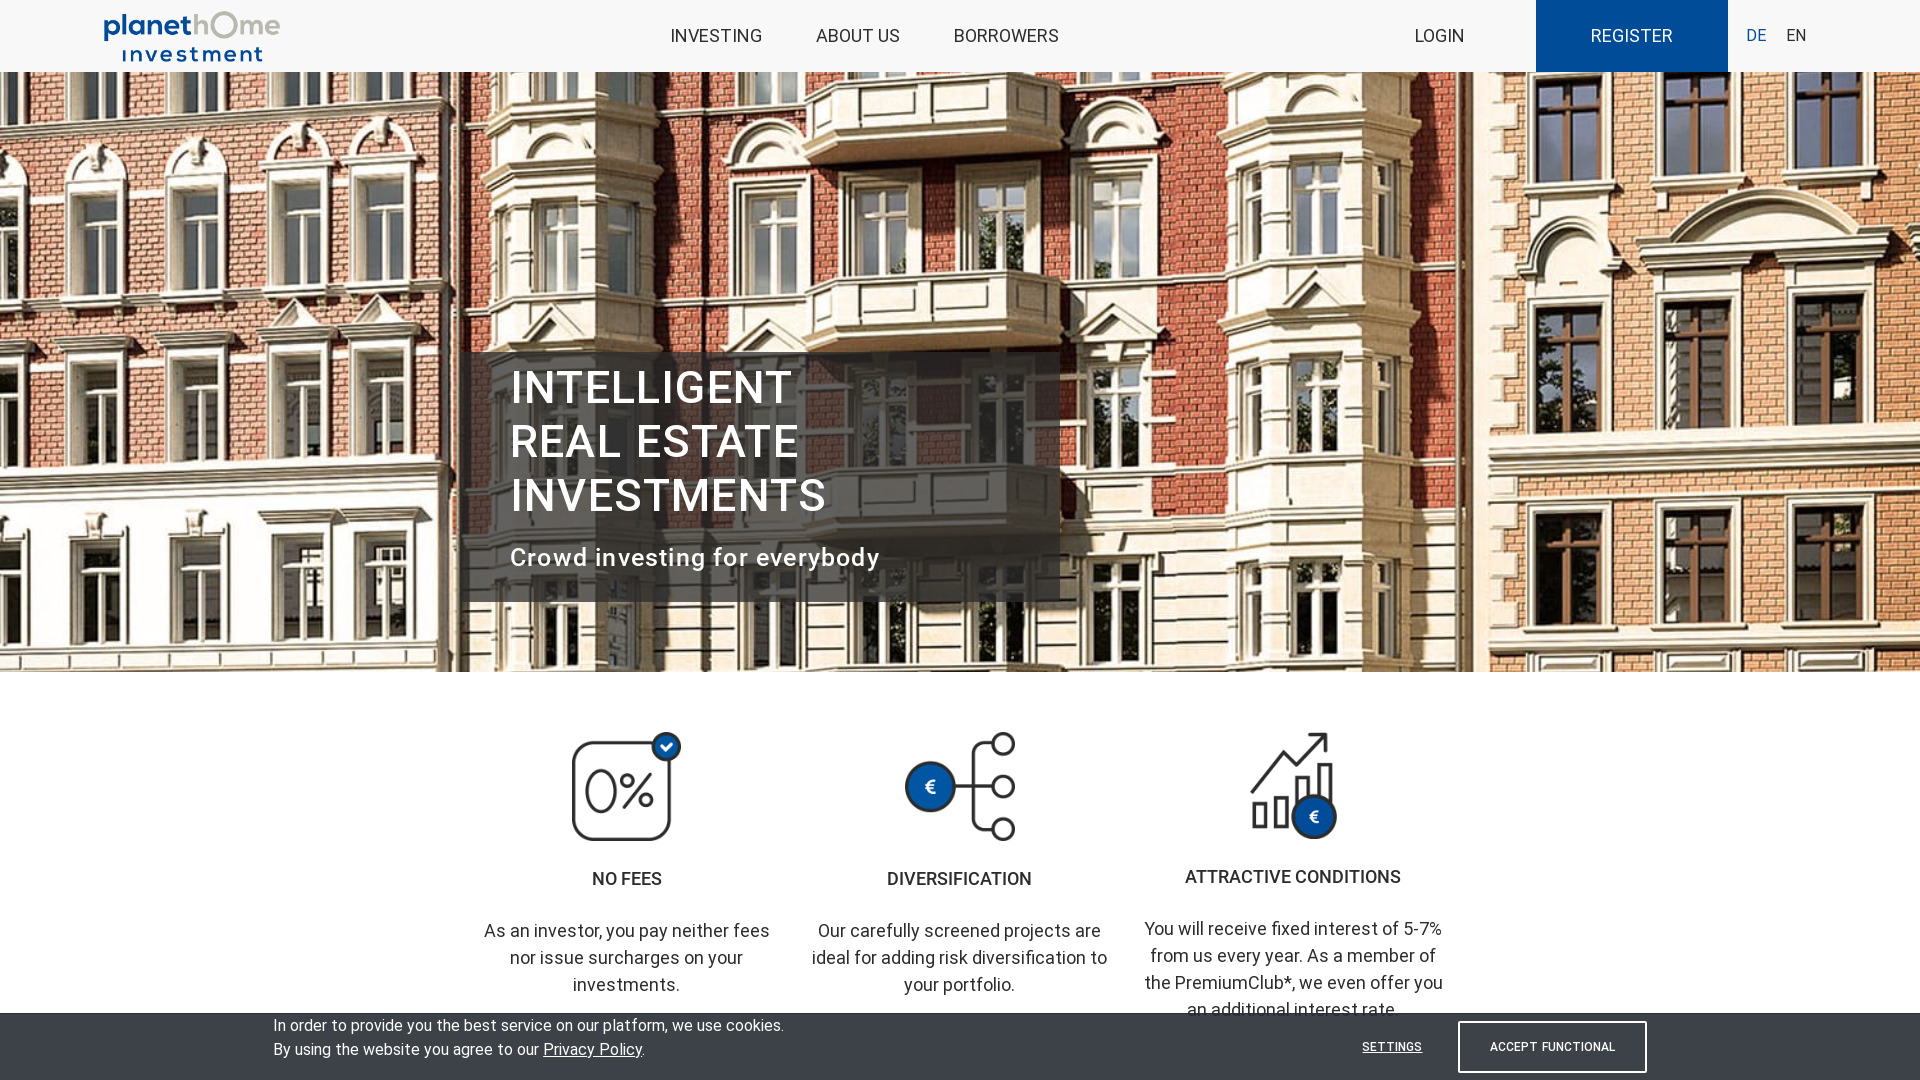 planethome
investment
INVESTING
ABOUT US
BORROWERS
LOGIN
REGISTER
DE
EN
INTELLIGENT
REAL ESTATE
INVESTMENTS
Crowd investing for everybody
0%
€
€
NO FEES
As an investor, you pay neither fees
nor issue surcharges on your
investments.
DIVERSIFICATION
Our carefully screened projects are
ideal for adding risk diversification to
your portfolio.
ATTRACTIVE CONDITIONS
You will receive fixed interest of 5-7%
from us every year. As a member of
the PremiumClub*, we even offer you
an additional interest rate.
In order to provide you the best service on our platform, we use cookies.
By using the website you agree to our Privacy Policy.
SETTINGS
ACCEPT FUNCTIONAL